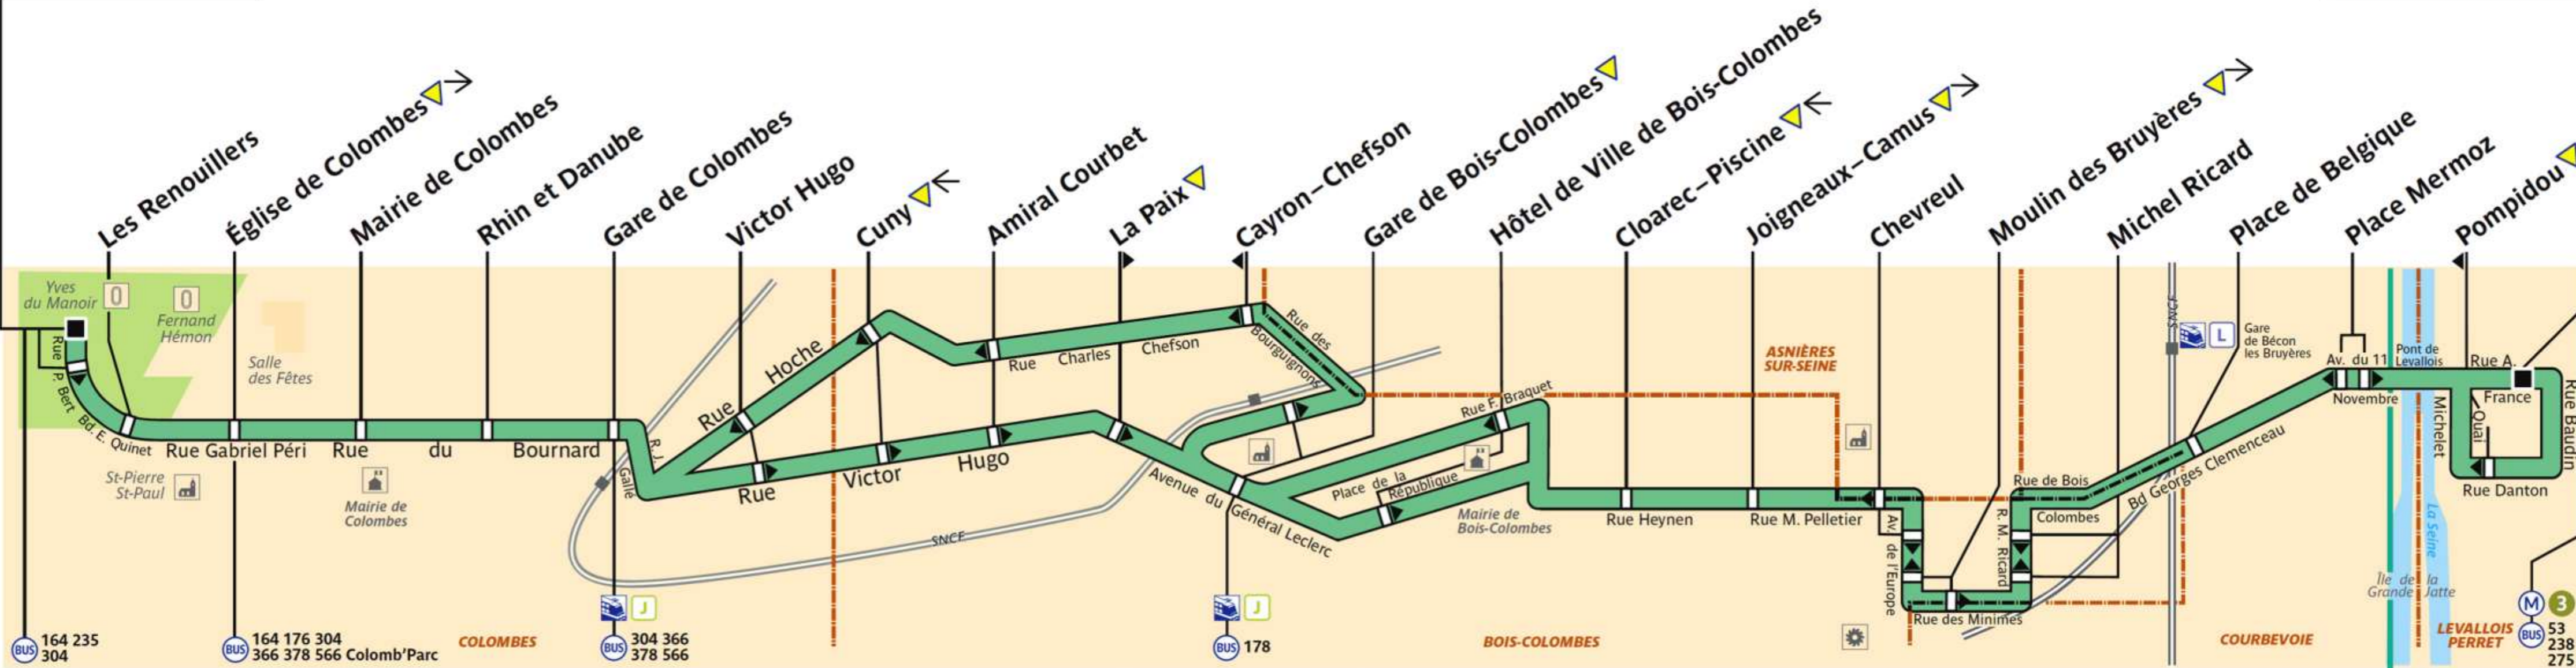 Les Renouillers
Église de Colombes
Mairie de Colombes
Rhin et Danube
Gare de Colombes
Victor Hugo
Cuny
Amiral Courbet
La Paix
Cayron–Chefson
Gare de Bois-Colombes
Hôtel de Ville de Bois-Colombes
Cloarec–Piscine
Joigneaux–Camus
Chevreul
Moulin des Bruyères
Michel Ricard
Place de Belgique
Place Mermoz
Pompidou
Yves
du Manoir
Fernand
Hémon
Salle
des Fêtes
Rue P. Bert
Bd. E. Quinet
Rue Gabriel Péri
Rue du Bournard
St-Pierre
St-Paul
Mairie de
Colombes
R. J. Gallé
Rue Hoche
Rue Victor Hugo
Rue Charles Chefson
Rue des
Bourguignons
SNCF
Avenue du Général Leclerc
Place de la
République
Rue F. Braquet
Mairie de
Bois-Colombes
Rue Heynen
Rue M. Pelletier
ASNIÈRES
SUR-SEINE
Av. de l'Europe
Rue des Minimes
R. M. Ricard
Rue de Bois
Colombes
Bd Georges Clemenceau
SNCF
L
Gare
de Bécon
les Bruyères
Av. du 11
Novembre
Pont de
Levallois
Rue A.
France
Quai
Michelet
Rue Baudin
Rue Danton
La Seine
Île de la
Grande Jatte
BUS
164 235
304
BUS
164 176 304
366 378 566 Colomb'Parc
COLOMBES
J
BUS
304 366
378 566
J
BUS
178
BOIS-COLOMBES
COURBEVOIE
LEVALLOIS
PERRET
M 3
BUS
53
238
275